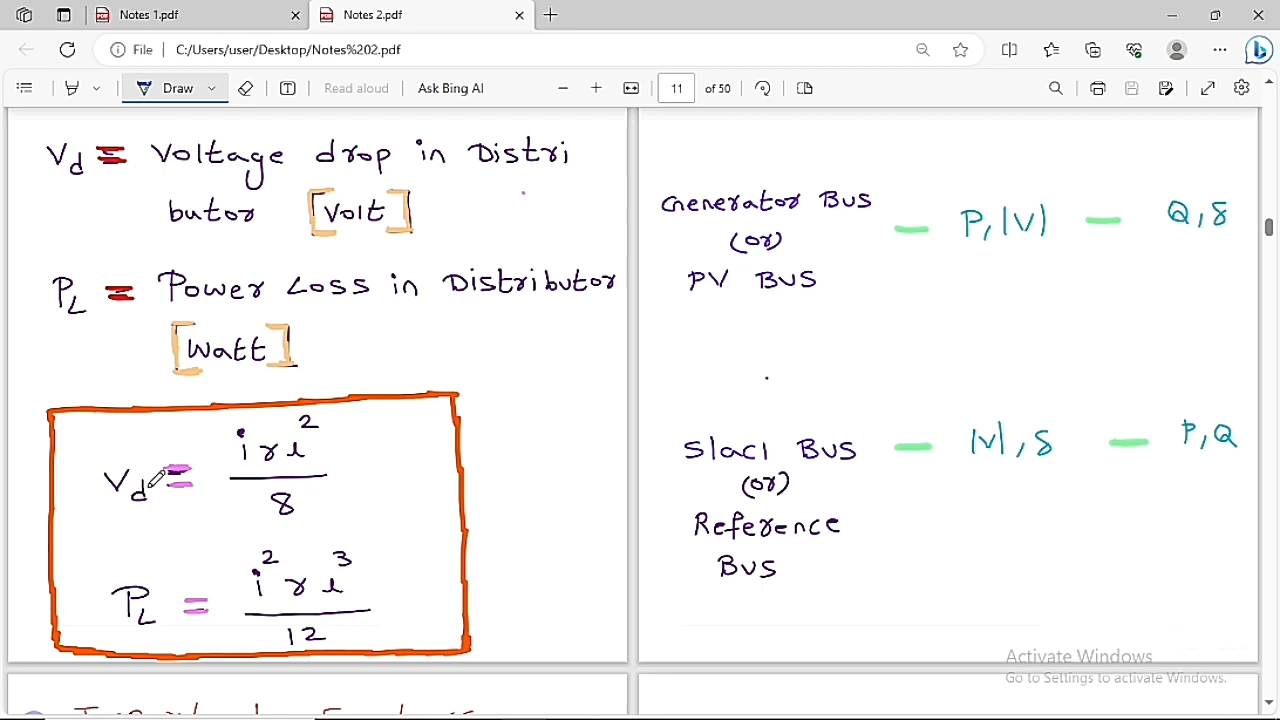 Notes 1.pdf
Notes 2.pdf
File C:/Users/user/Desktop/Notes%202.pdf
Draw
Read aloud
Ask Bing AI
11 of 50
Vd = Voltage drop in Distri
butor [Volt]
PL = Power Loss in Distributor
[Watt]
Vd = i r l² / 8
PL = i² r l³ / 12
Generator BUS
(or)
PV BUS
— P, |V| — Q, δ
Slacl BUS — |V|, δ — P, Q
(or)
Reference
BUS
Activate Windows
Go to Settings to activate Windows.